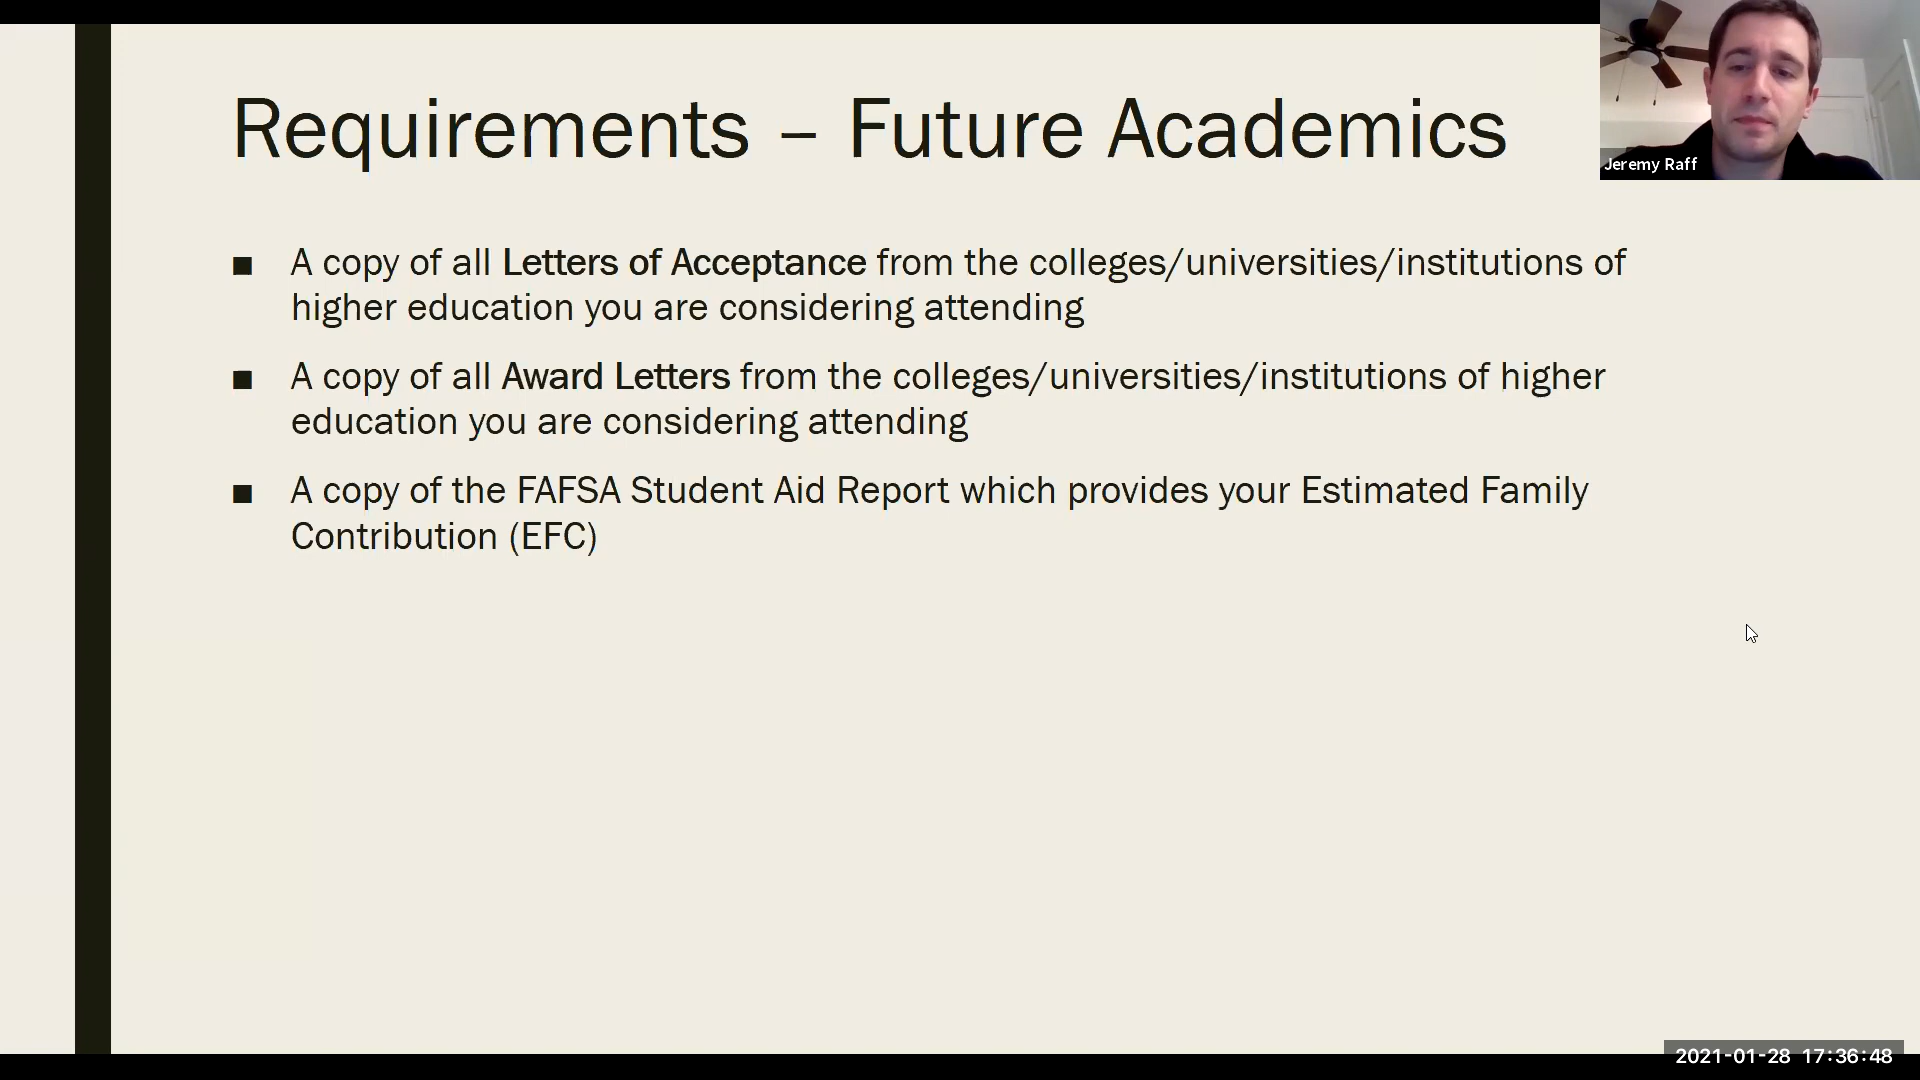 Requirements – Future Academics
Jeremy Raff
■ A copy of all Letters of Acceptance from the colleges/universities/institutions of
higher education you are considering attending
■ A copy of all Award Letters from the colleges/universities/institutions of higher
education you are considering attending
■ A copy of the FAFSA Student Aid Report which provides your Estimated Family
Contribution (EFC)
2021-01-28 17:36:48